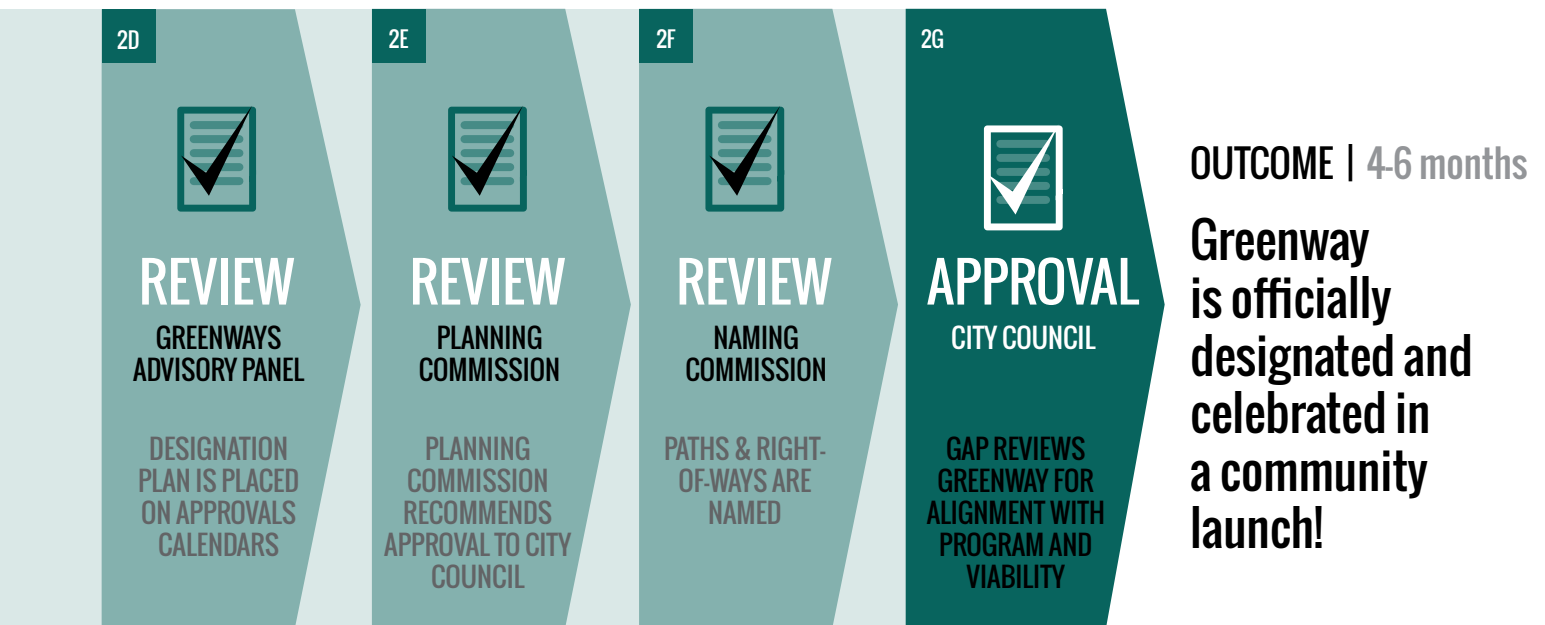 2D
REVIEW
GREENWAYS
ADVISORY PANEL
DESIGNATION
PLAN IS PLACED
ON APPROVALS
CALENDARS
2E
REVIEW
PLANNING
COMMISSION
PLANNING
COMMISSION
RECOMMENDS
APPROVAL TO CITY
COUNCIL
2F
REVIEW
NAMING
COMMISSION
PATHS & RIGHT-
OF-WAYS ARE
NAMED
2G
APPROVAL
CITY COUNCIL
GAP REVIEWS
GREENWAY FOR
ALIGNMENT WITH
PROGRAM AND
VIABILITY
OUTCOME | 4-6 months
Greenway
is officially
designated and
celebrated in
a community
launch!